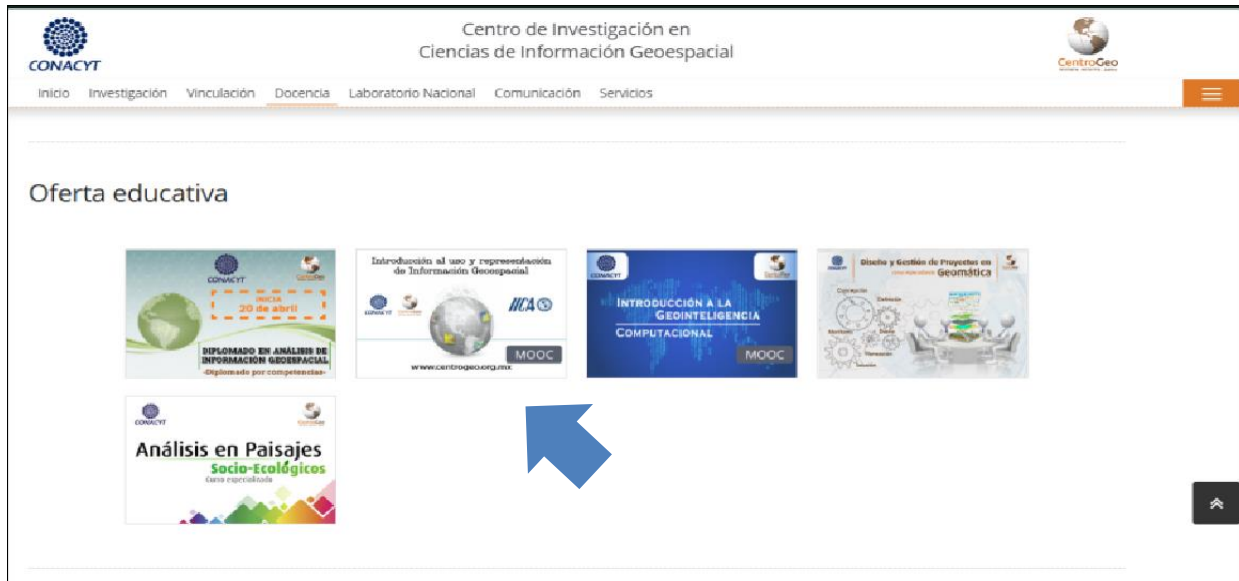 Centro de Investigación en
Ciencias de Información Geoespacial
CONACYT
CentroGeo
Inicio Investigación Vinculación Docencia Laboratorio Nacional Comunicación Servicios
Oferta educativa
CONACYT
INICIA
20 de abril
DIPLOMADO EN ANÁLISIS DE
INFORMACIÓN GEOESPACIAL
-Diplomado por competencias-
Introducción al uso y representación
de Información Geoespacial
CONACYT
IICA
MOOC
www.centrogeo.org.mx
CONACYT
INTRODUCCIÓN A LA
GEOINTELIGENCIA
COMPUTACIONAL
MOOC
Diseño y Gestión de Proyectos en
Geomática
Concepción
CONACYT
CentroGeo
Análisis en Paisajes
Socio-Ecológicos
Curso especializado